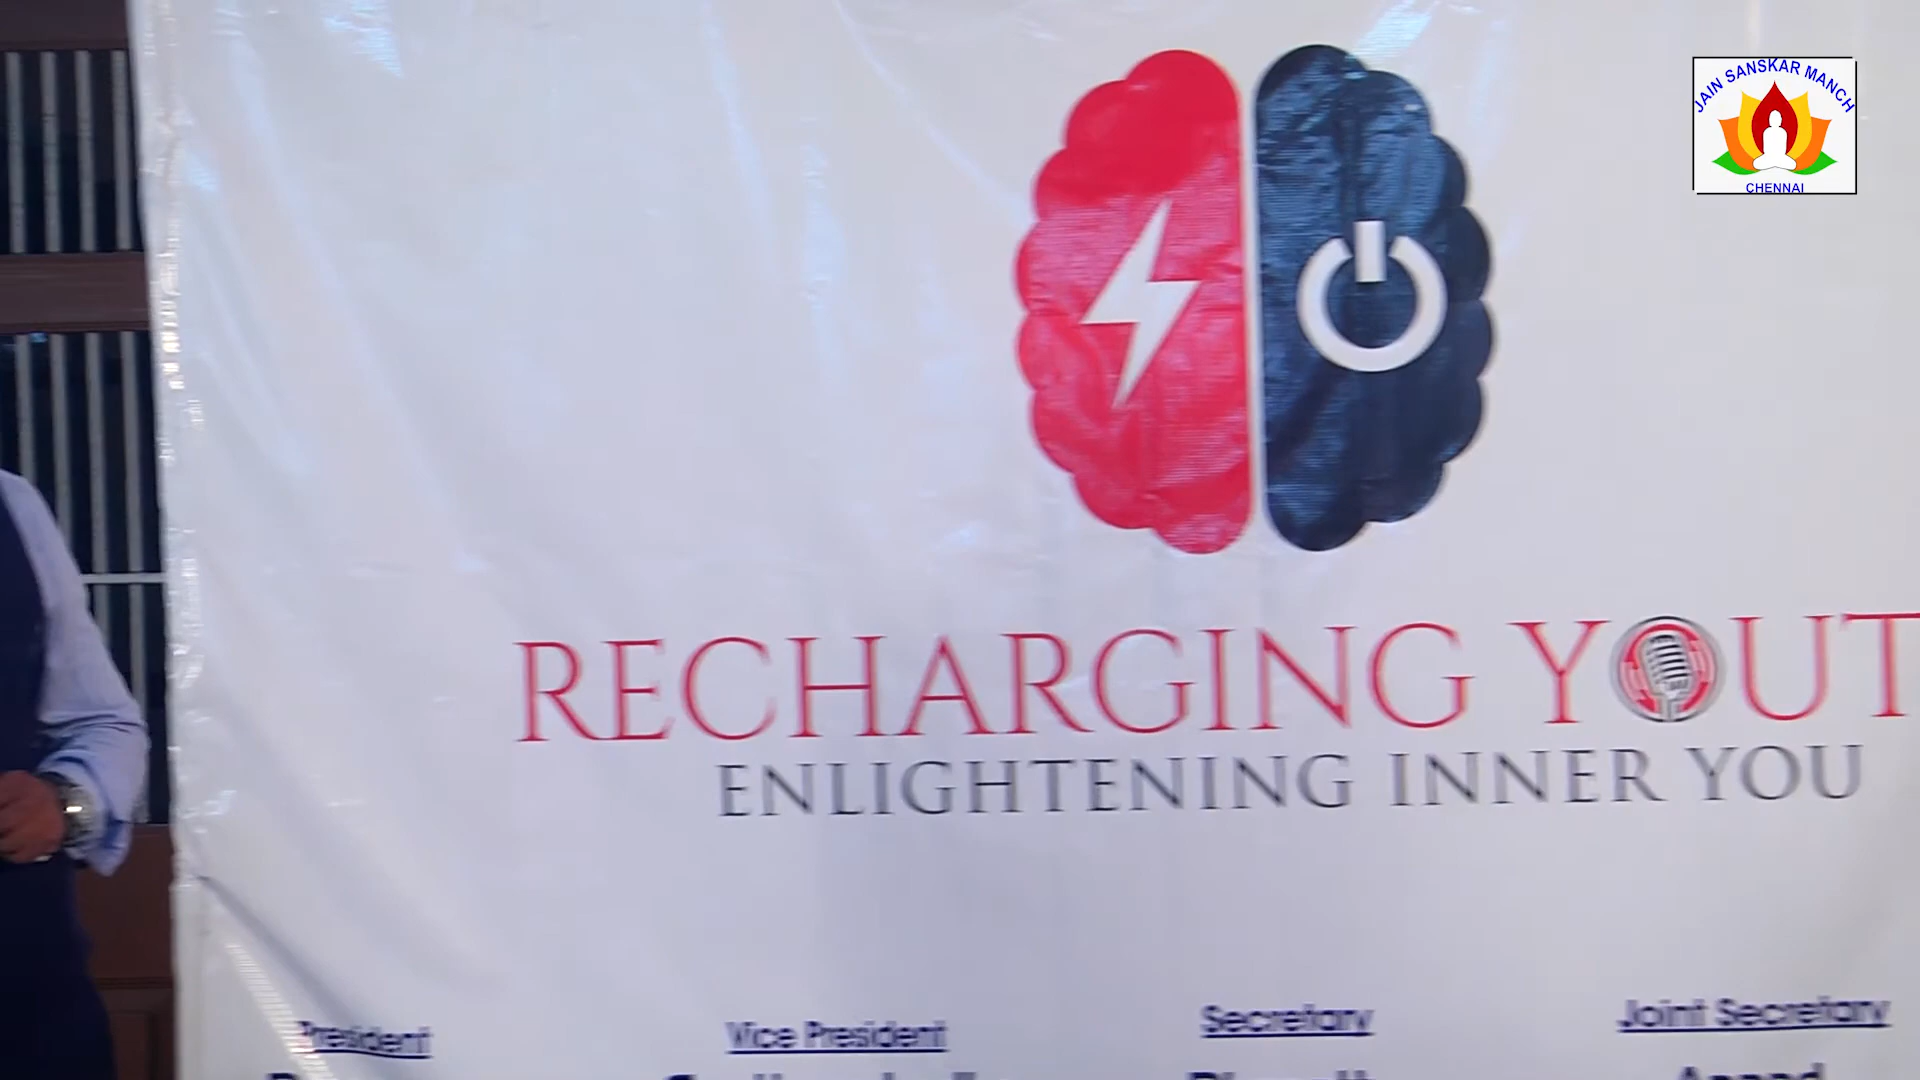 JAIN SANSKAR MANCH
CHENNAI
RECHARGING YOUT
ENLIGHTENING INNER YOU
President Vice President Secretary Joint Secretary